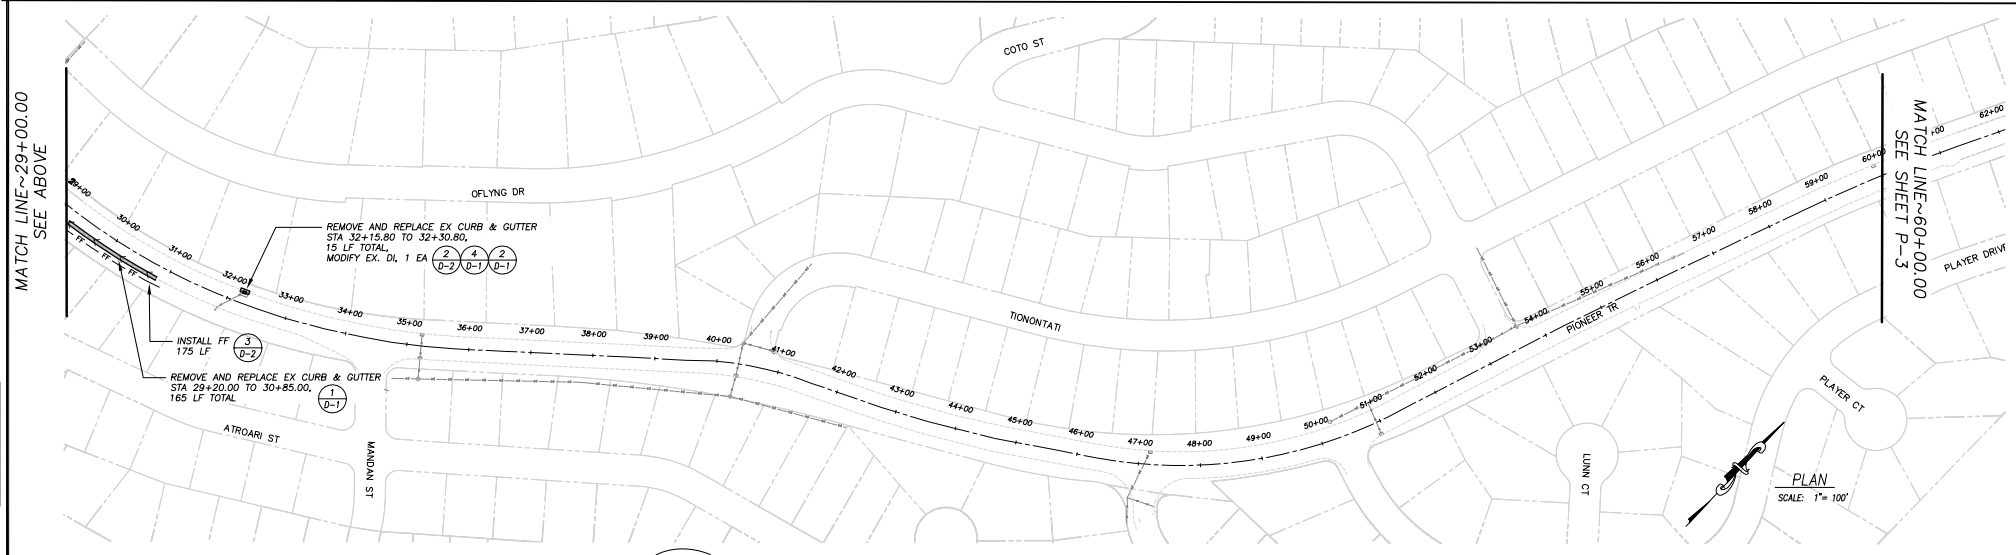 MATCH LINE~29+00.00
SEE ABOVE
COTO ST
OFLYNG DR
REMOVE AND REPLACE EX CURB & GUTTER
STA 32+15.80 TO 32+30.80,
15 LF TOTAL,
MODIFY EX. DI, 1 EA
2
D-2
4
D-1
2
D-1
29+00
30+00
31+00
32+00
33+00
34+00
35+00
36+00
37+00
38+00
39+00
40+00
41+00
42+00
43+00
44+00
45+00
46+00
47+00
48+00
49+00
50+00
51+00
52+00
53+00
54+00
55+00
56+00
57+00
58+00
59+00
60+00
+00
62+00
FF
FF
FF
INSTALL FF
175 LF
3
D-2
REMOVE AND REPLACE EX CURB & GUTTER
STA 29+20.00 TO 30+85.00,
165 LF TOTAL
1
D-1
ATROARI ST
MANDAN ST
TIONONTATI
PIONEER TR
MATCH LINE~60+00.00
SEE SHEET P-3
PLAYER DRIVE
PLAYER CT
LUNN CT
PLAN
SCALE: 1"= 100'